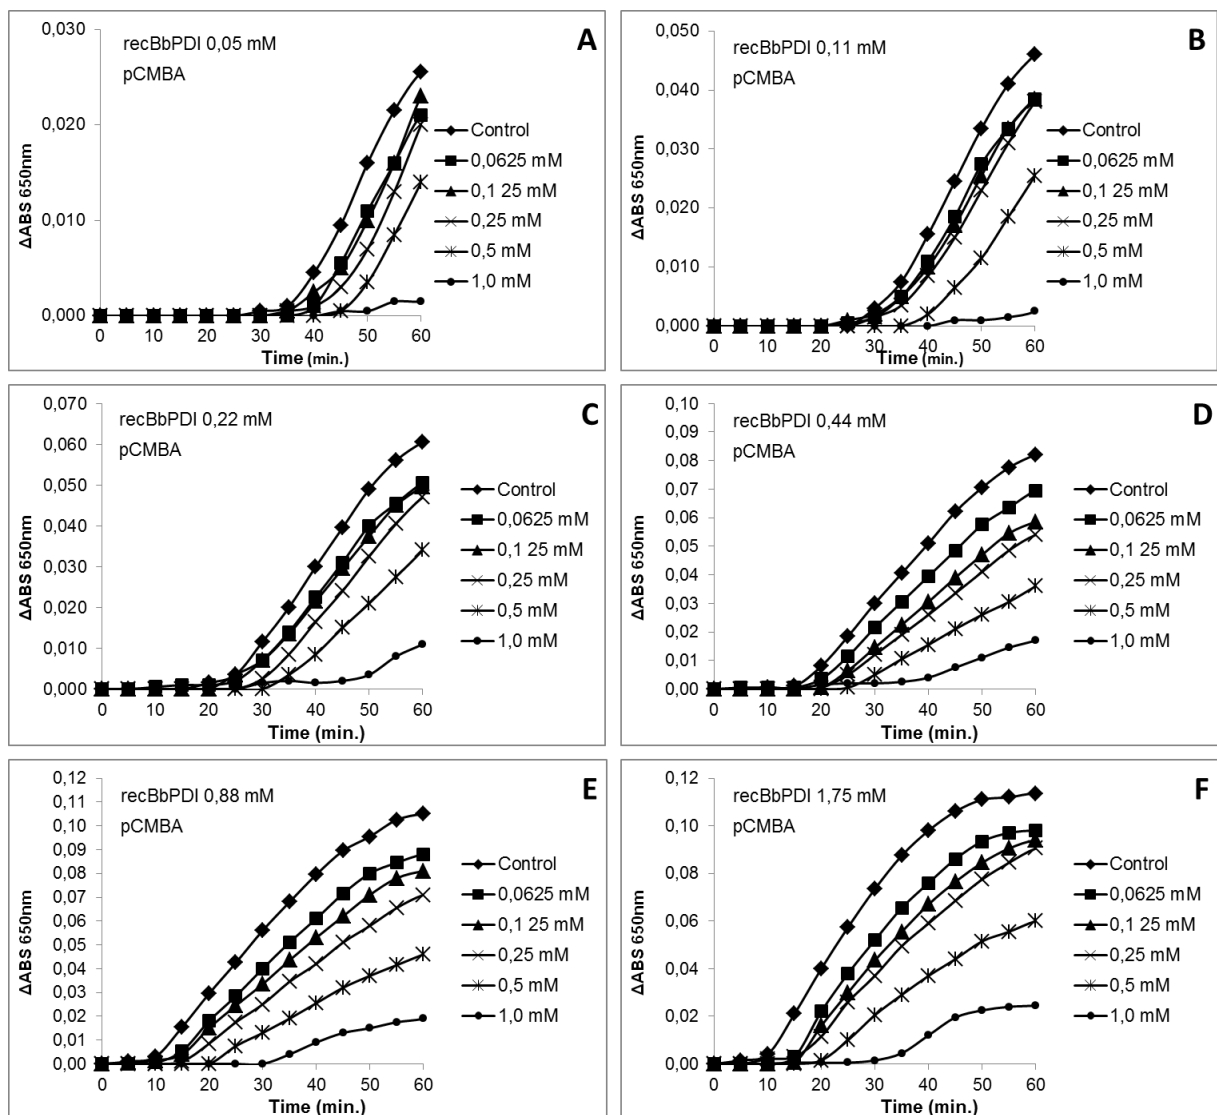 A
recBbPDI 0,05 mM
pCMBA
0,030
0,020
0,010
0,000
ΔABS 650nm
0 10 20 30 40 50 60
Time (min.)
Control
0,0625 mM
0,1 25 mM
0,25 mM
0,5 mM
1,0 mM
B
recBbPDI 0,11 mM
pCMBA
0,050
0,040
0,030
0,020
0,010
0,000
ΔABS 650nm
0 10 20 30 40 50 60
Time (min.)
Control
0,0625 mM
0,1 25 mM
0,25 mM
0,5 mM
1,0 mM
C
recBbPDI 0,22 mM
pCMBA
0,070
0,060
0,050
0,040
0,030
0,020
0,010
0,000
ΔABS 650nm
0 10 20 30 40 50 60
Time (min.)
Control
0,0625 mM
0,1 25 mM
0,25 mM
0,5 mM
1,0 mM
D
recBbPDI 0,44 mM
pCMBA
0,10
0,09
0,08
0,07
0,06
0,05
0,04
0,03
0,02
0,01
0,00
ΔABS 650nm
0 10 20 30 40 50 60
Time (min.)
Control
0,0625 mM
0,1 25 mM
0,25 mM
0,5 mM
1,0 mM
E
recBbPDI 0,88 mM
pCMBA
0,12
0,11
0,10
0,09
0,08
0,07
0,06
0,05
0,04
0,03
0,02
0,01
0,00
ΔABS 650nm
0 10 20 30 40 50 60
Time (min.)
Control
0,0625 mM
0,1 25 mM
0,25 mM
0,5 mM
1,0 mM
F
recBbPDI 1,75 mM
pCMBA
0,12
0,10
0,08
0,06
0,04
0,02
0,00
ΔABS 650nm
0 10 20 30 40 50 60
Time (min.)
Control
0,0625 mM
0,1 25 mM
0,25 mM
0,5 mM
1,0 mM